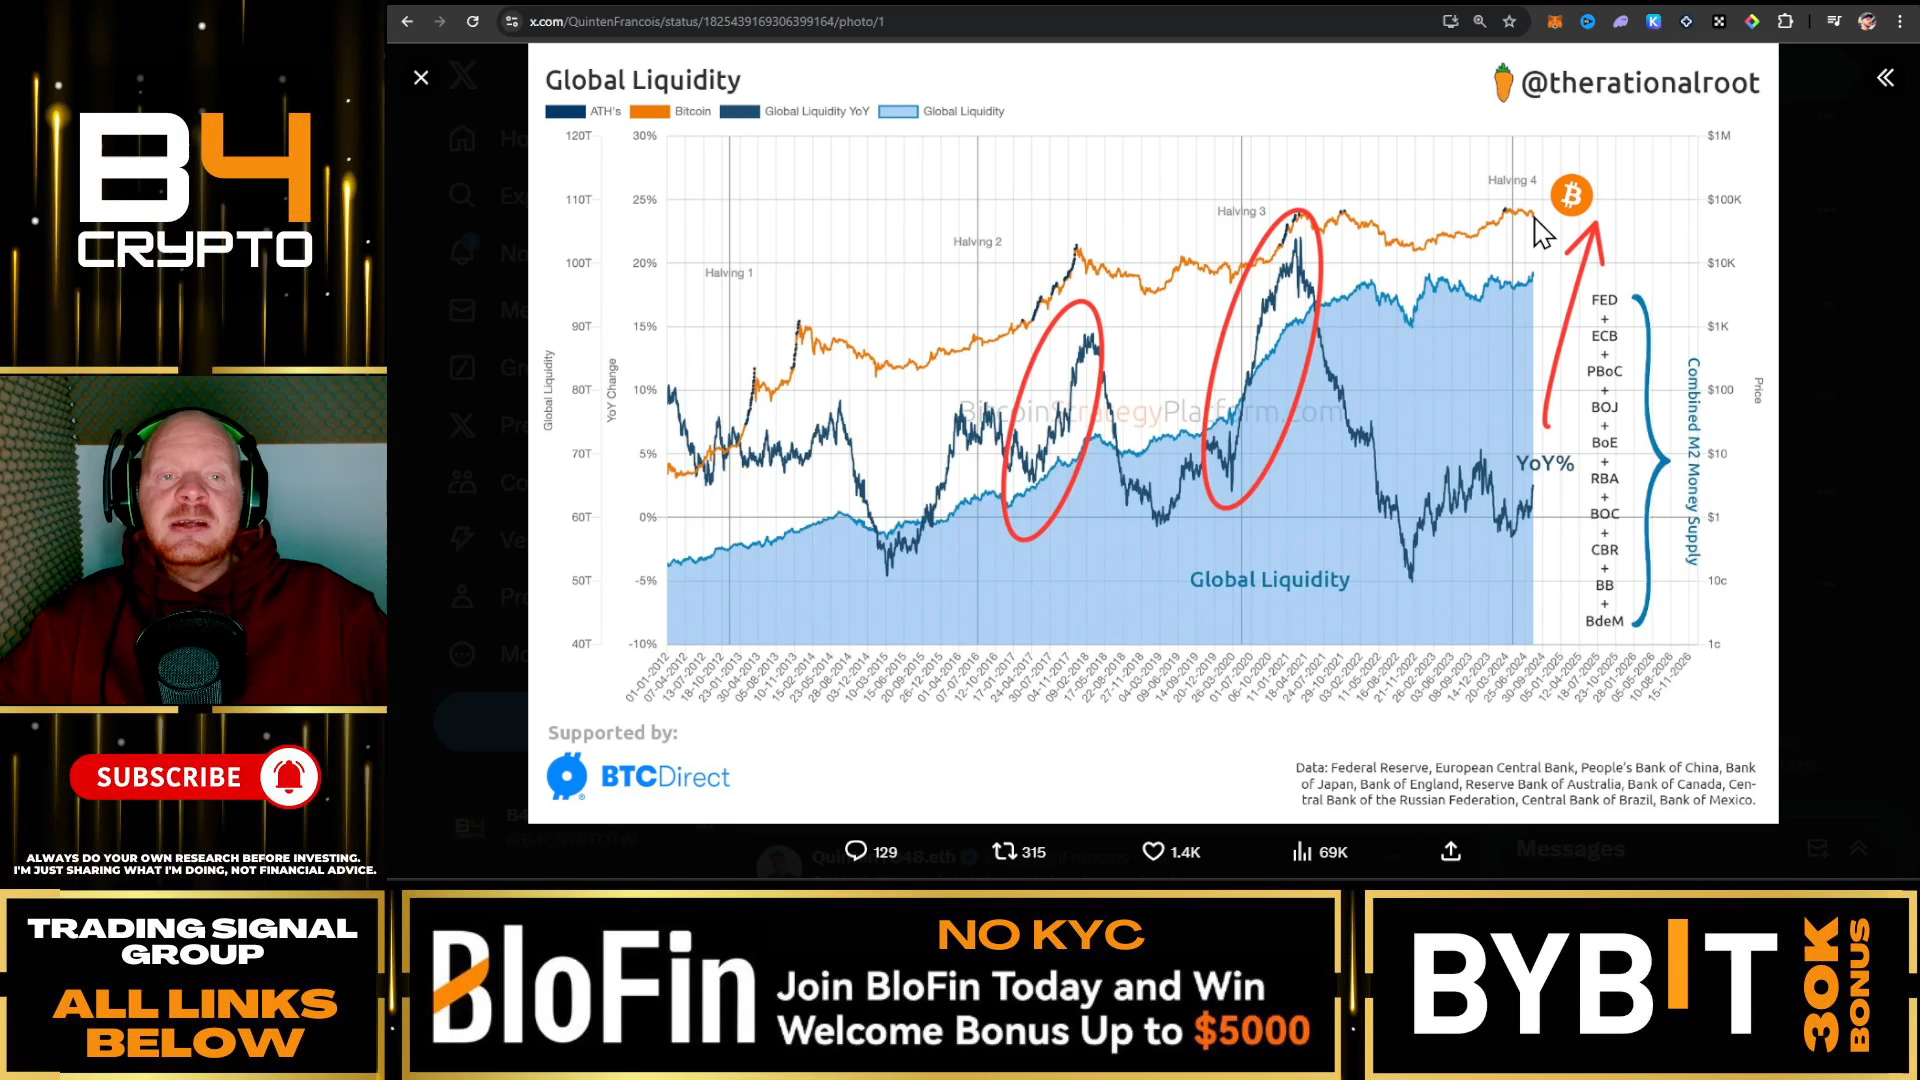 B4
CRYPTO
SUBSCRIBE
ALWAYS DO YOUR OWN RESEARCH BEFORE INVESTING.
I'M JUST SHARING WHAT I'M DOING, NOT FINANCIAL ADVICE.
TRADING SIGNAL
GROUP
ALL LINKS
BELOW
x.com/QuintenFrancois/status/1825439169306399164/photo/1
Global Liquidity
@therationalroot
ATH's
Bitcoin
Global Liquidity YoY
Global Liquidity
120T
110T
100T
90T
80T
70T
60T
50T
40T
Global Liquidity
30%
25%
20%
15%
10%
5%
0%
-5%
-10%
YoY Change
Halving 1
Halving 2
Halving 3
Halving 4
BitcoinStrategyPlatform.com
Global Liquidity
YoY%
FED
+
ECB
+
PBoC
+
BOJ
+
BoE
+
RBA
+
BOC
+
CBR
+
BB
+
BdeM
Combined M2 Money Supply
$1M
$100K
$10K
$1K
$100
$10
$1
10c
1c
Price
Supported by:
BTCDirect
Data: Federal Reserve, European Central Bank, People's Bank of China, Bank
of Japan, Bank of England, Reserve Bank of Australia, Bank of Canada, Cen-
tral Bank of the Russian Federation, Central Bank of Brazil, Bank of Mexico.
129
315
1.4K
69K
Messages
BloFin
NO KYC
Join BloFin Today and Win
Welcome Bonus Up to $5000
BYBIT
30K
BONUS